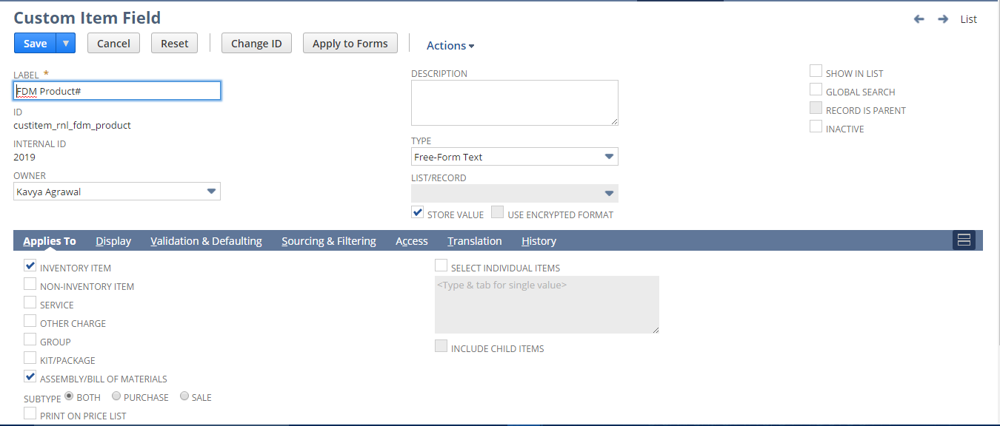 Custom Item Field
List
Save Cancel Reset Change ID Apply to Forms Actions
LABEL *
FDM Product#
ID
custitem_rnl_fdm_product
INTERNAL ID
2019
OWNER
Kavya Agrawal
DESCRIPTION
TYPE
Free-Form Text
LIST/RECORD
STORE VALUE USE ENCRYPTED FORMAT
SHOW IN LIST
GLOBAL SEARCH
RECORD IS PARENT
INACTIVE
Applies To Display Validation & Defaulting Sourcing & Filtering Access Translation History
INVENTORY ITEM
NON-INVENTORY ITEM
SERVICE
OTHER CHARGE
GROUP
KIT/PACKAGE
ASSEMBLY/BILL OF MATERIALS
SUBTYPE BOTH PURCHASE SALE
PRINT ON PRICE LIST
SELECT INDIVIDUAL ITEMS
<Type & tab for single value>
INCLUDE CHILD ITEMS